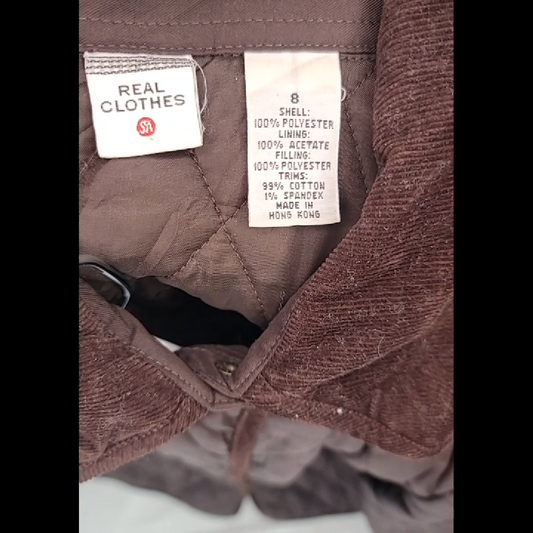 REAL
CLOTHES
SFA
8
SHELL:
100% POLYESTER
LINING:
100% ACETATE
FILLING:
100% POLYESTER
TRIMS:
99% COTTON
1% SPANDEX
MADE IN
HONG KONG